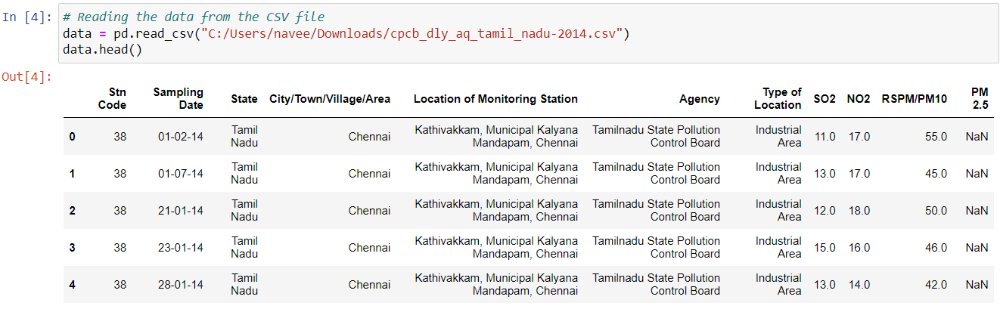 In [4]: # Reading the data from the CSV file
data = pd.read_csv("C:/Users/navee/Downloads/cpcb_dly_aq_tamil_nadu-2014.csv")
data.head()
Out[4]:
Stn Code Sampling Date State City/Town/Village/Area Location of Monitoring Station Agency Type of Location SO2 NO2 RSPM/PM10 PM 2.5
0 38 01-02-14 Tamil Nadu Chennai Kathivakkam, Municipal Kalyana Mandapam, Chennai Tamilnadu State Pollution Control Board Industrial Area 11.0 17.0 55.0 NaN
1 38 01-07-14 Tamil Nadu Chennai Kathivakkam, Municipal Kalyana Mandapam, Chennai Tamilnadu State Pollution Control Board Industrial Area 13.0 17.0 45.0 NaN
2 38 21-01-14 Tamil Nadu Chennai Kathivakkam, Municipal Kalyana Mandapam, Chennai Tamilnadu State Pollution Control Board Industrial Area 12.0 18.0 50.0 NaN
3 38 23-01-14 Tamil Nadu Chennai Kathivakkam, Municipal Kalyana Mandapam, Chennai Tamilnadu State Pollution Control Board Industrial Area 15.0 16.0 46.0 NaN
4 38 28-01-14 Tamil Nadu Chennai Kathivakkam, Municipal Kalyana Mandapam, Chennai Tamilnadu State Pollution Control Board Industrial Area 13.0 14.0 42.0 NaN